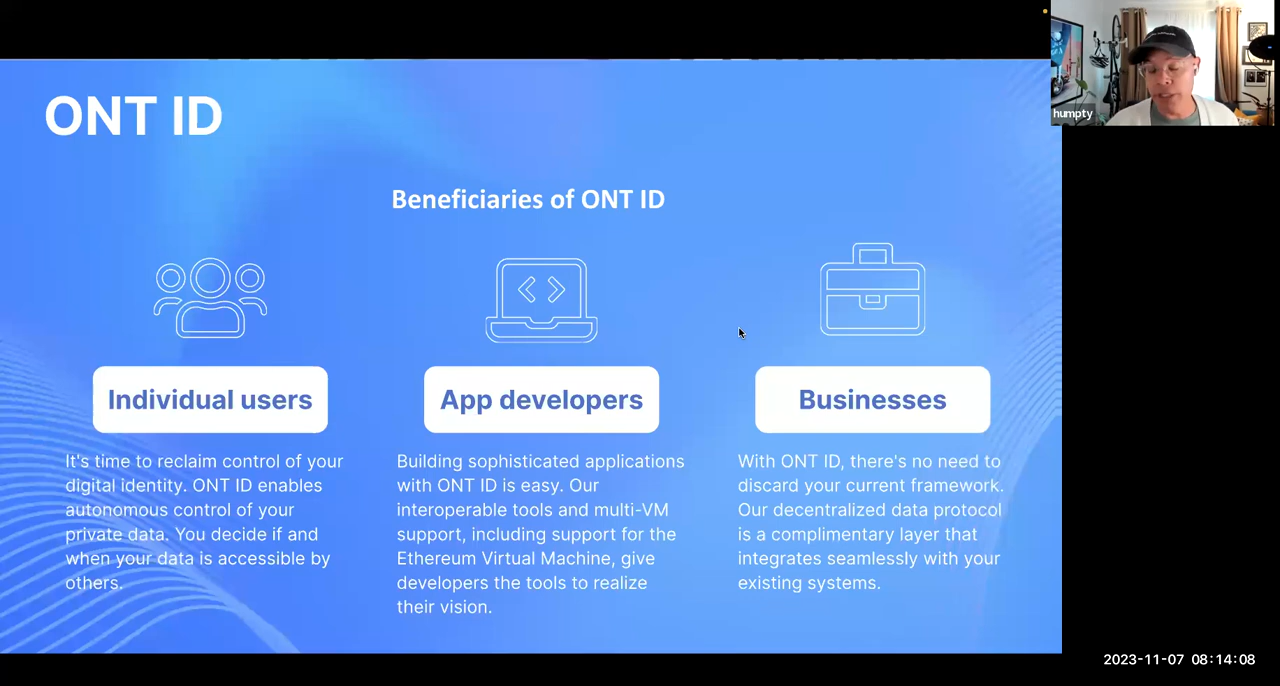 ONT ID
humpty
Beneficiaries of ONT ID
Individual users
It's time to reclaim control of your
digital identity. ONT ID enables
autonomous control of your
private data. You decide if and
when your data is accessible by
others.
App developers
Building sophisticated applications
with ONT ID is easy. Our
interoperable tools and multi-VM
support, including support for the
Ethereum Virtual Machine, give
developers the tools to realize
their vision.
Businesses
With ONT ID, there's no need to
discard your current framework.
Our decentralized data protocol
is a complimentary layer that
integrates seamlessly with your
existing systems.
2023-11-07 08:14:08